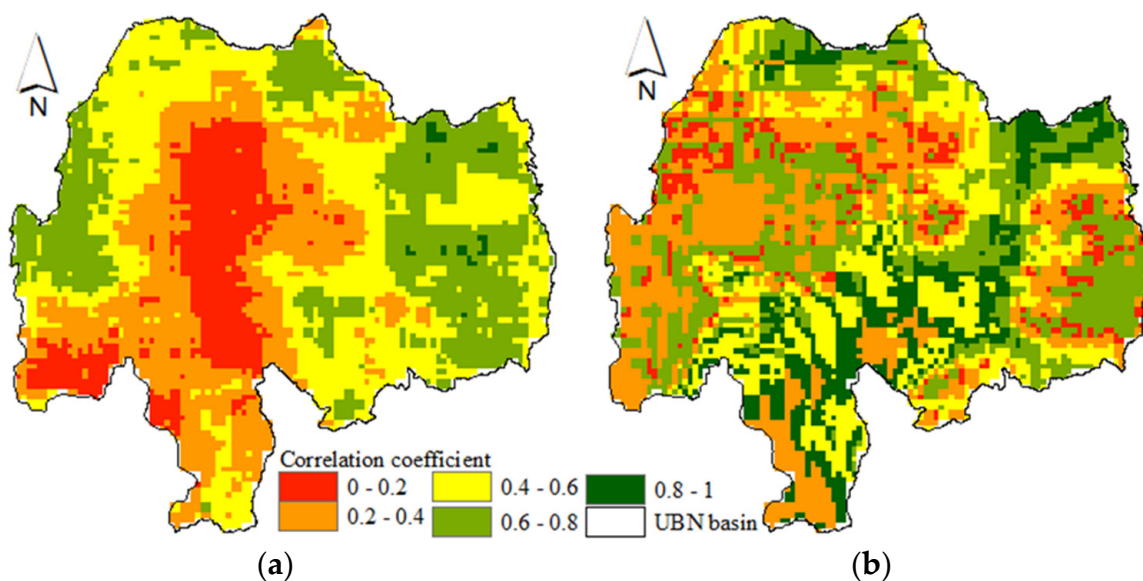 N
N
Correlation coefficient
0 - 0.2
0.4 - 0.6
0.8 - 1
0.2 - 0.4
0.6 - 0.8
UBN basin
(a)
(b)